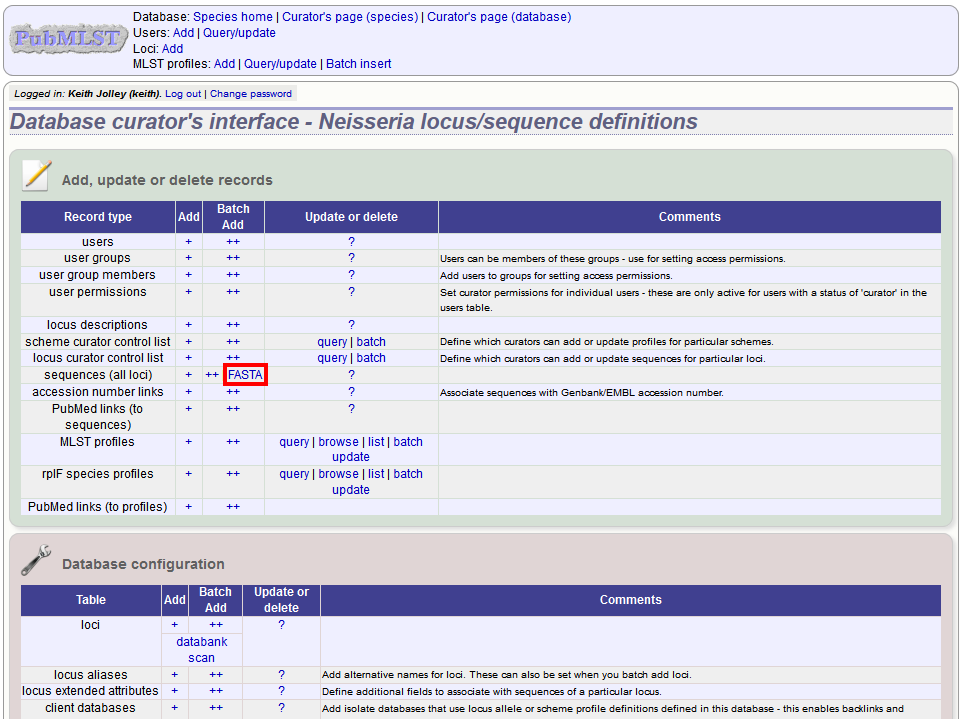 PubMLST
Database: Species home | Curator's page (species) | Curator's page (database)
Users: Add | Query/update
Loci: Add
MLST profiles: Add | Query/update | Batch insert
Logged in: Keith Jolley (keith). Log out | Change password
Database curator's interface - Neisseria locus/sequence definitions
Add, update or delete records
Record type Add Batch Add Update or delete Comments
users + ++ ?
user groups + ++ ? Users can be members of these groups - use for setting access permissions.
user group members + ++ ? Add users to groups for setting access permissions.
user permissions + ++ ? Set curator permissions for individual users - these are only active for users with a status of 'curator' in the
users table.
locus descriptions + ++ ?
scheme curator control list + ++ query | batch Define which curators can add or update profiles for particular schemes.
locus curator control list + ++ query | batch Define which curators can add or update sequences for particular loci.
sequences (all loci) + ++ FASTA ?
accession number links + ++ ? Associate sequences with Genbank/EMBL accession number.
PubMed links (to + ++ ?
sequences)
MLST profiles + ++ query | browse | list | batch
update
rplF species profiles + ++ query | browse | list | batch
update
PubMed links (to profiles) + ++
Database configuration
Table Add Batch Add Update or delete Comments
loci + ++ ?
databank
scan
locus aliases + ++ ? Add alternative names for loci. These can also be set when you batch add loci.
locus extended attributes + ++ ? Define additional fields to associate with sequences of a particular locus.
client databases + ++ ? Add isolate databases that use locus allele or scheme profile definitions defined in this database - this enables backlinks and